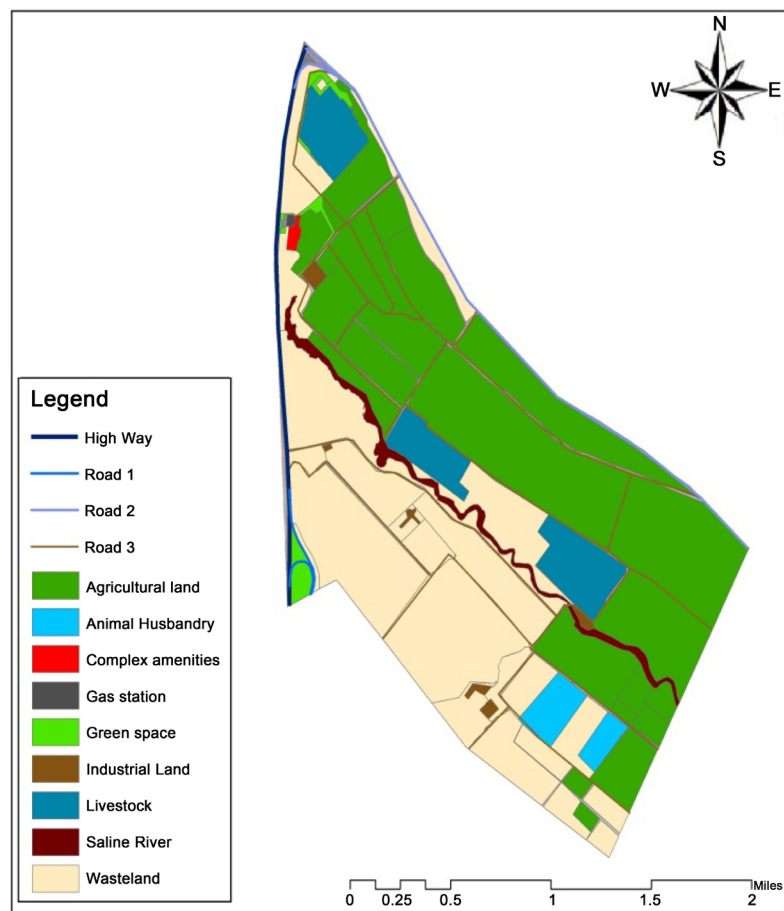 N
W E
S
Legend
High Way
Road 1
Road 2
Road 3
Agricultural land
Animal Husbandry
Complex amenities
Gas station
Green space
Industrial Land
Livestock
Saline River
Wasteland
Miles
0 0.25 0.5 1 1.5 2